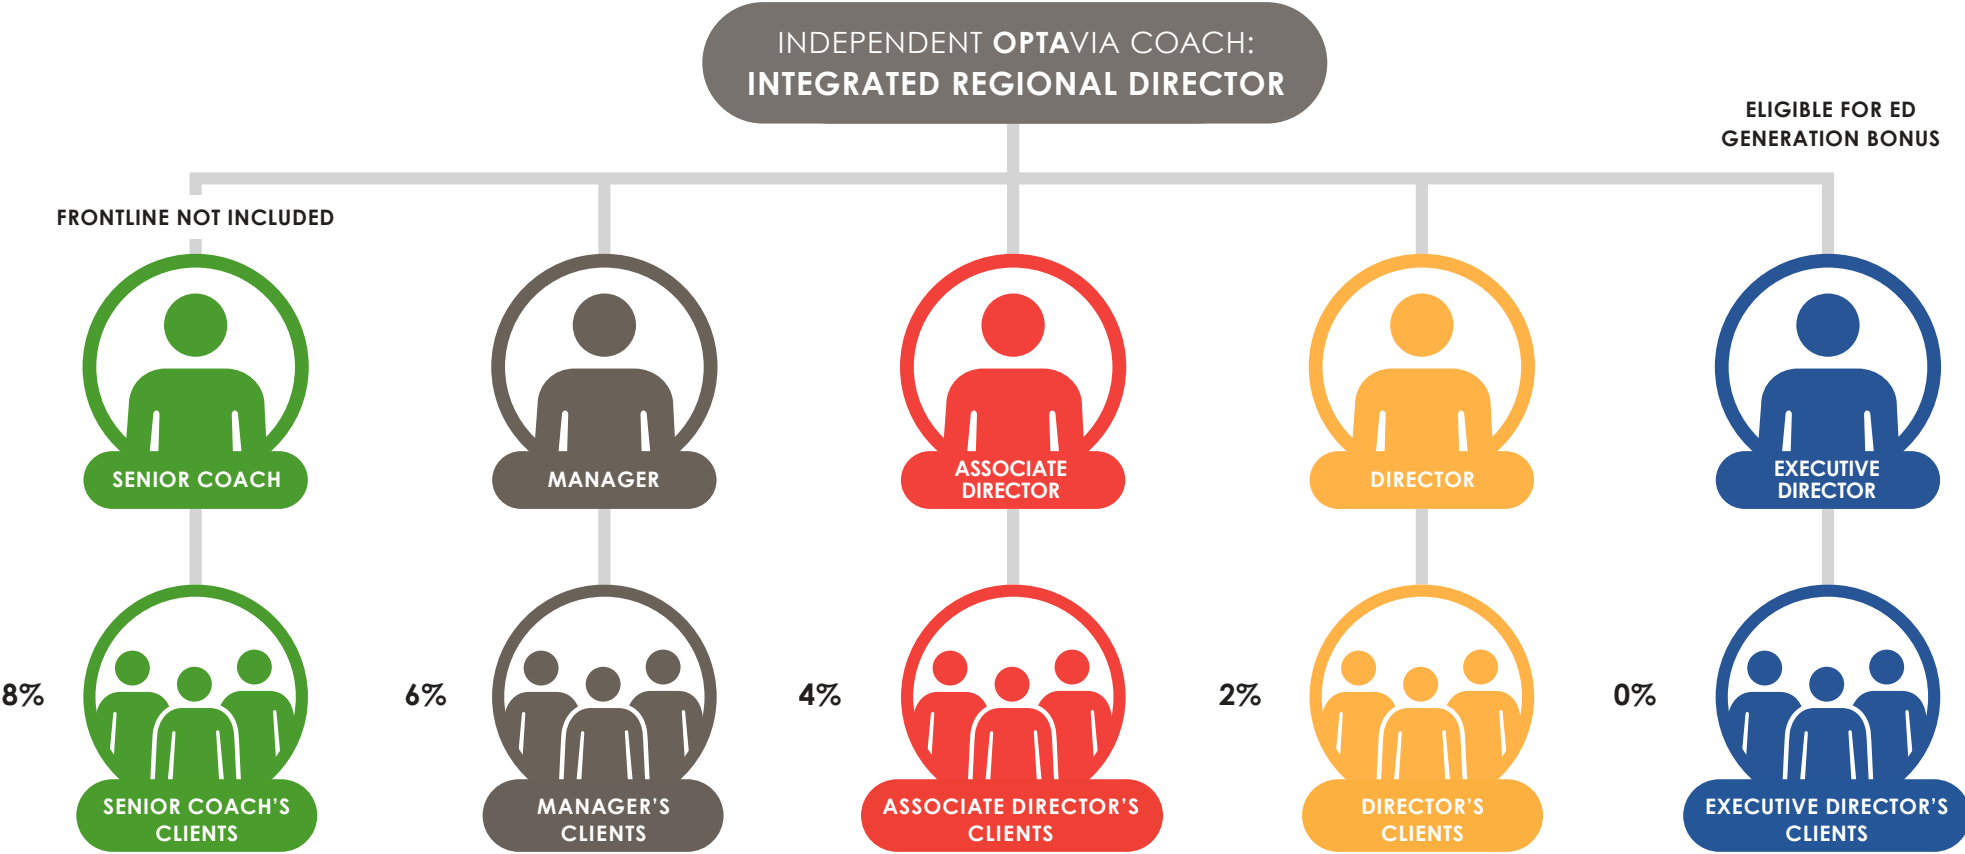 INDEPENDENT OPTAVIA COACH:
INTEGRATED REGIONAL DIRECTOR
ELIGIBLE FOR ED
GENERATION BONUS
FRONTLINE NOT INCLUDED
SENIOR COACH
MANAGER
ASSOCIATE
DIRECTOR
DIRECTOR
EXECUTIVE
DIRECTOR
8%
6%
4%
2%
0%
SENIOR COACH’S
CLIENTS
MANAGER’S
CLIENTS
ASSOCIATE DIRECTOR’S
CLIENTS
DIRECTOR’S
CLIENTS
EXECUTIVE DIRECTOR’S
CLIENTS